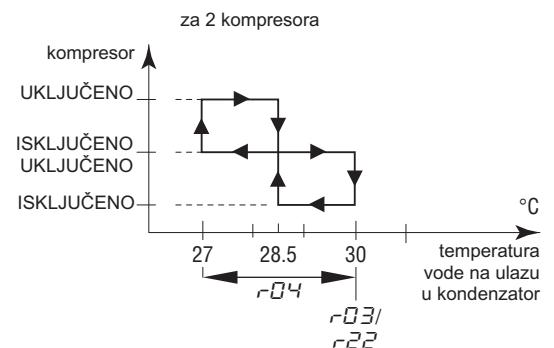 za 2 kompresora
kompresor
UKLJUČENO
ISKLJUČENO
UKLJUČENO
ISKLJUČENO
°C
27 28.5 30
temperatura
vode na ulazu
u kondenzator
r04
r03/
r22